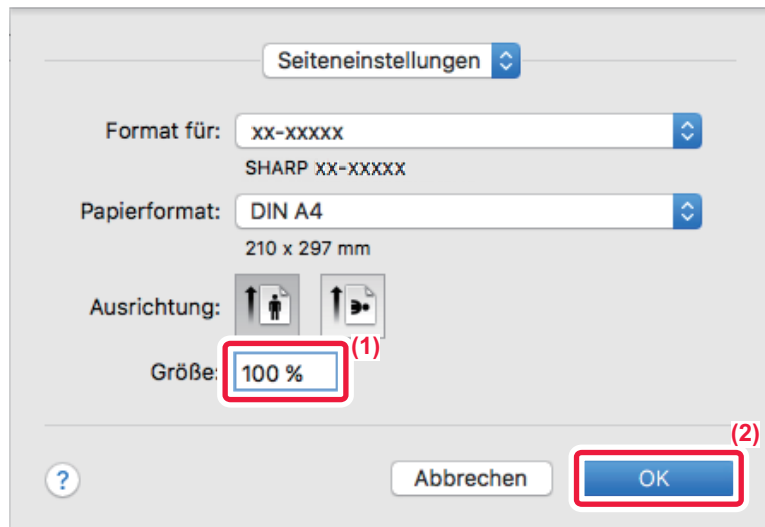 Seiteneinstellungen
Format für: xx-xxxxx
SHARP xx-xxxxx
Papierformat: DIN A4
210 x 297 mm
Ausrichtung:
(1)
Größe: 100 %
(2)
? Abbrechen OK